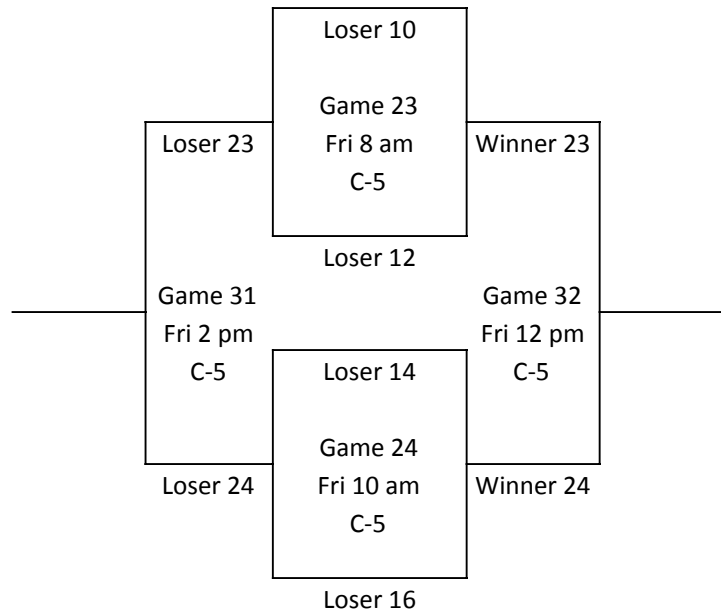 Loser 10
Game 23
Fri 8 am
C-5
Loser 23
Winner 23
Loser 12
Game 31
Fri 2 pm
C-5
Game 32
Fri 12 pm
C-5
Loser 14
Game 24
Fri 10 am
C-5
Loser 24
Winner 24
Loser 16